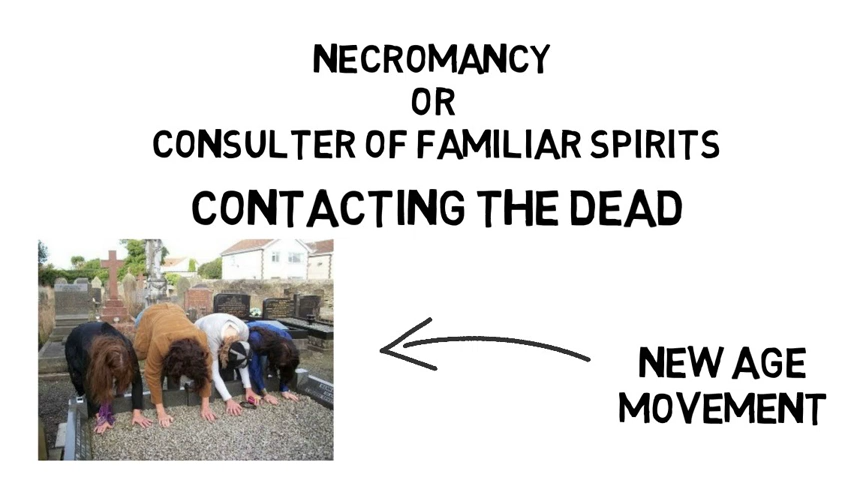 NECROMANCY
OR
CONSULTER OF FAMILIAR SPIRITS
CONTACTING THE DEAD
NEW AGE
MOVEMENT